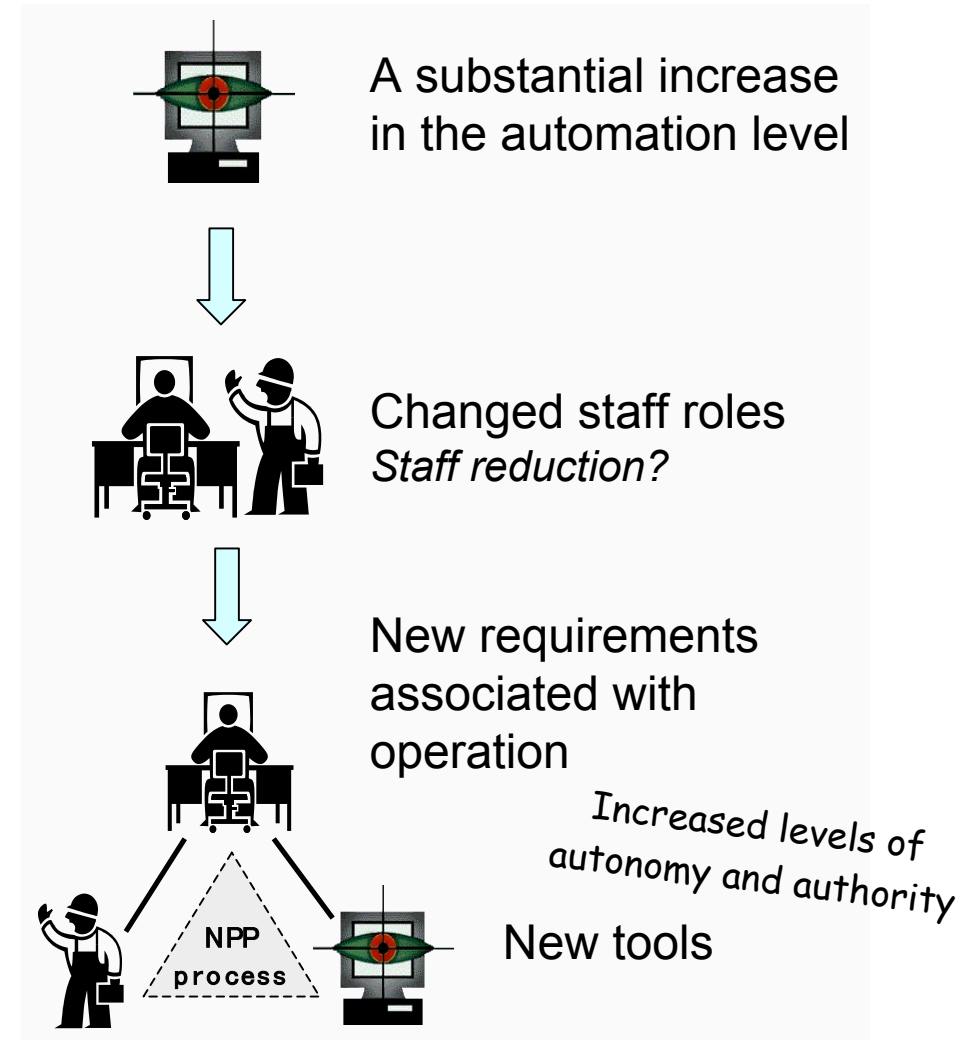 A substantial increase
in the automation level
Changed staff roles
Staff reduction?
New requirements
associated with
operation
Increased levels of
autonomy and authority
NPP
process
New tools